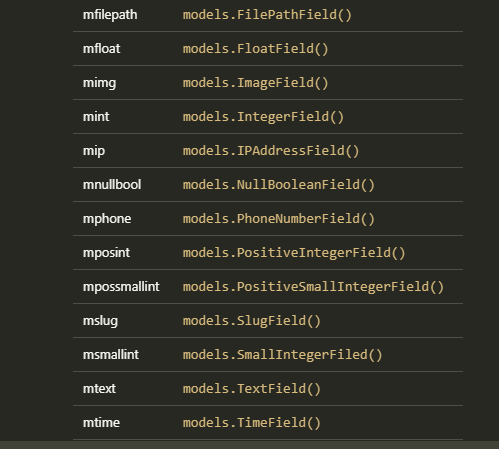 mfilepath models.FilePathField()
mfloat models.FloatField()
mimg models.ImageField()
mint models.IntegerField()
mip models.IPAddressField()
mnullbool models.NullBooleanField()
mphone models.PhoneNumberField()
mposint models.PositiveIntegerField()
mpossmallint models.PositiveSmallIntegerField()
mslug models.SlugField()
msmallint models.SmallIntegerFiled()
mtext models.TextField()
mtime models.TimeField()